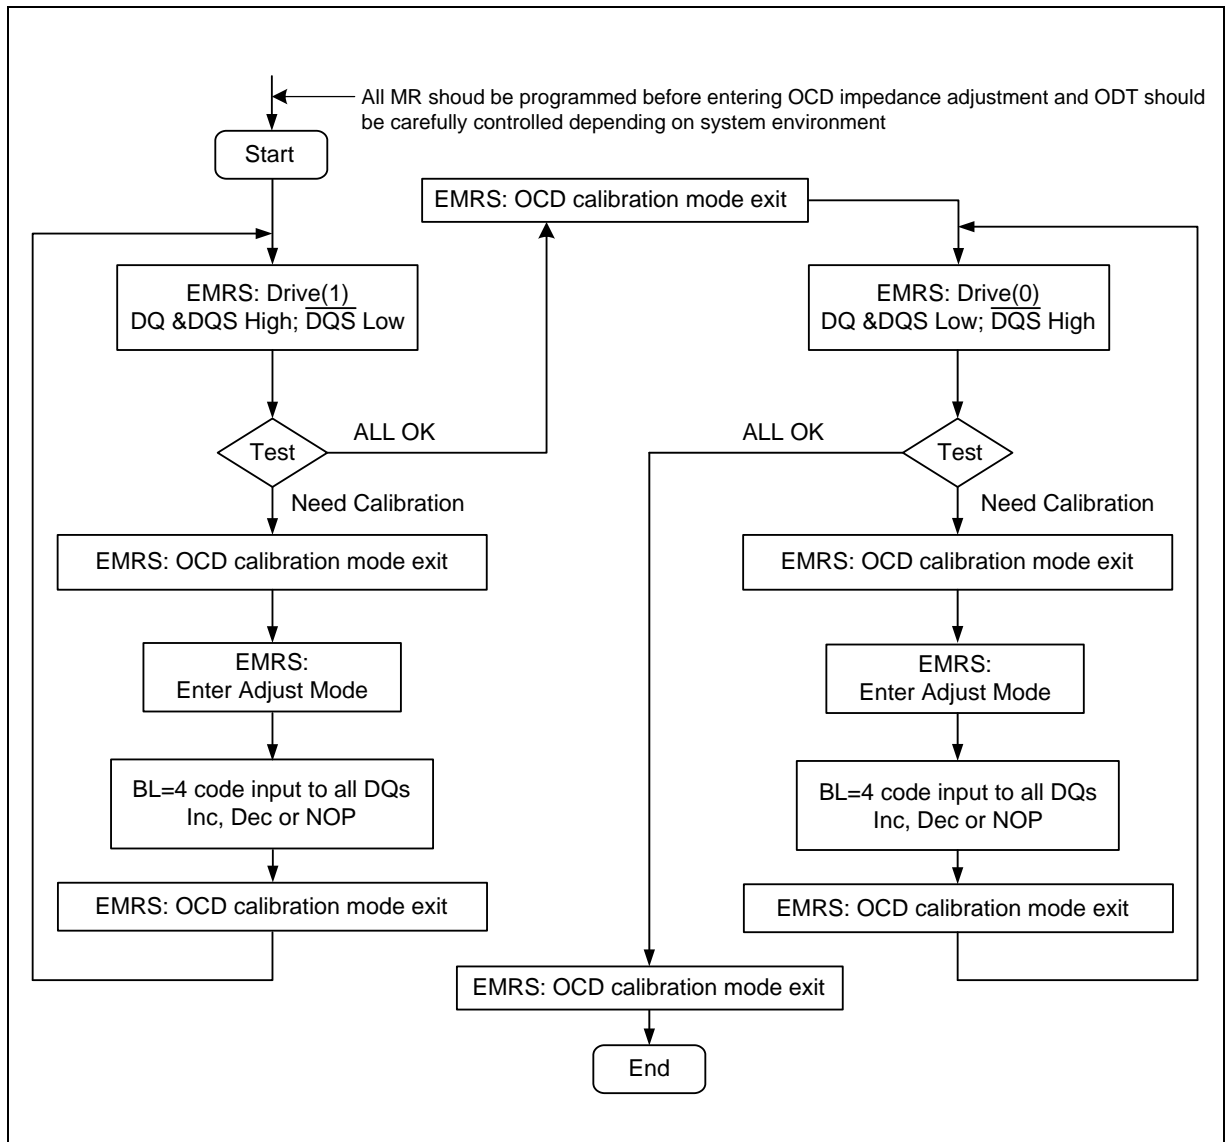 All MR shoud be programmed before entering OCD impedance adjustment and ODT should
be carefully controlled depending on system environment
Start
EMRS: OCD calibration mode exit
EMRS: Drive(1)
DQ &DQS High; D̅Q̅S̅ Low
Test
ALL OK
Need Calibration
EMRS: OCD calibration mode exit
EMRS:
Enter Adjust Mode
BL=4 code input to all DQs
Inc, Dec or NOP
EMRS: OCD calibration mode exit
EMRS: Drive(0)
DQ &DQS Low; D̅Q̅S̅ High
ALL OK
Test
Need Calibration
EMRS: OCD calibration mode exit
EMRS:
Enter Adjust Mode
BL=4 code input to all DQs
Inc, Dec or NOP
EMRS: OCD calibration mode exit
EMRS: OCD calibration mode exit
End